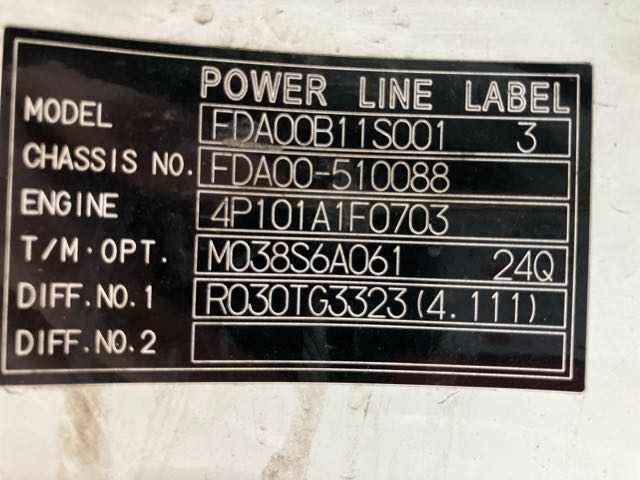 POWER LINE LABEL
MODEL FDA00B11S001 3
CHASSIS NO. FDA00-510088
ENGINE 4P101A1F0703
T/M·OPT. M038S6A061 24Q
DIFF.NO.1 R030TG3323(4.111)
DIFF.NO.2